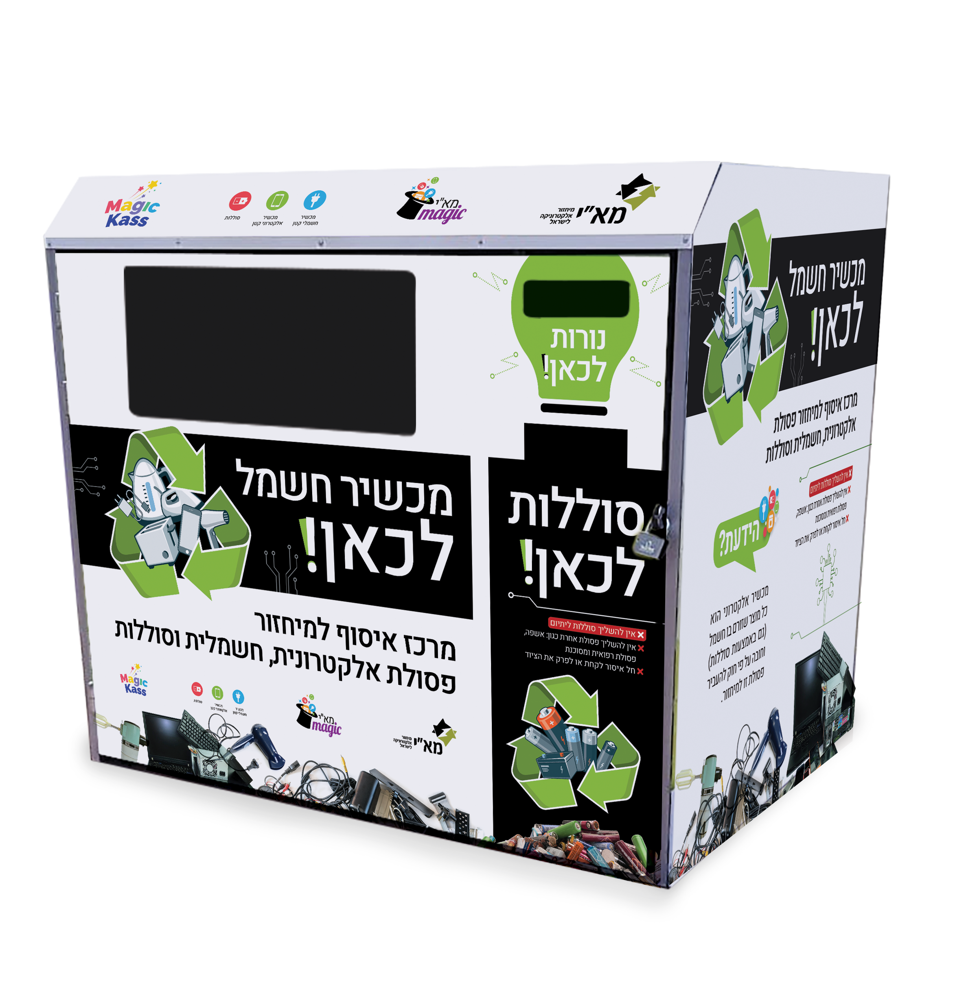 Magic
Kass
סוללות
מכשיר
אלקטרוני קטן
מכשיר
חשמלי קטן
מא"י
magic
מא"י
מיחזור
אלקטרוניקה
לישראל
נורות
לכאן!
מכשיר חשמל
לכאן!
מרכז איסוף למיחזור
פסולת אלקטרונית, חשמלית וסוללות
Magic
Kass
סוללות
מכשיר
אלקטרוני קטן
מכשיר
חשמלי קטן
מא"י
magic
מא"י
מיחזור
אלקטרוניקה
לישראל
סוללות
לכאן!
אין להשליך סוללות ליתיום
אין להשליך פסולת אחרת כגון: אשפה,
פסולת רפואית ומסוכנת
חל איסור לקחת או לפרק את הציוד
מכשיר חשמל
לכאן!
מרכז איסוף למיחזור פסולת
אלקטרונית, חשמלית וסוללות
אין להשליך סוללות ליתיום
אין להשליך פסולת אחרת כגון: אשפה,
פסולת רפואית ומסוכנת
חל איסור לקחת או לפרק את הציוד
הידעת?
מכשיר אלקטרוני הוא
כל מוצר שזורם בו חשמל
(גם באמצעות סוללות)
וחובה על פי חוק להעביר
פסולת זו למיחזור.